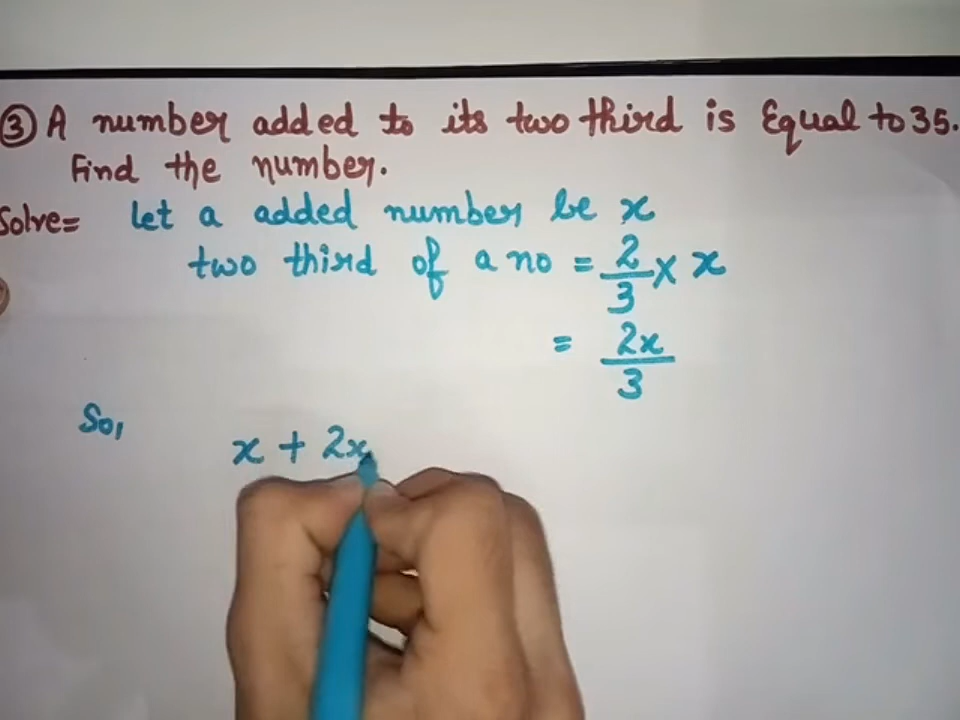 ③ A number added to its two third is Equal to 35.
Find the number.
Solve= let a added number be x
two third of a no = 2/3 × x
= 2x/3
So,
x + 2x